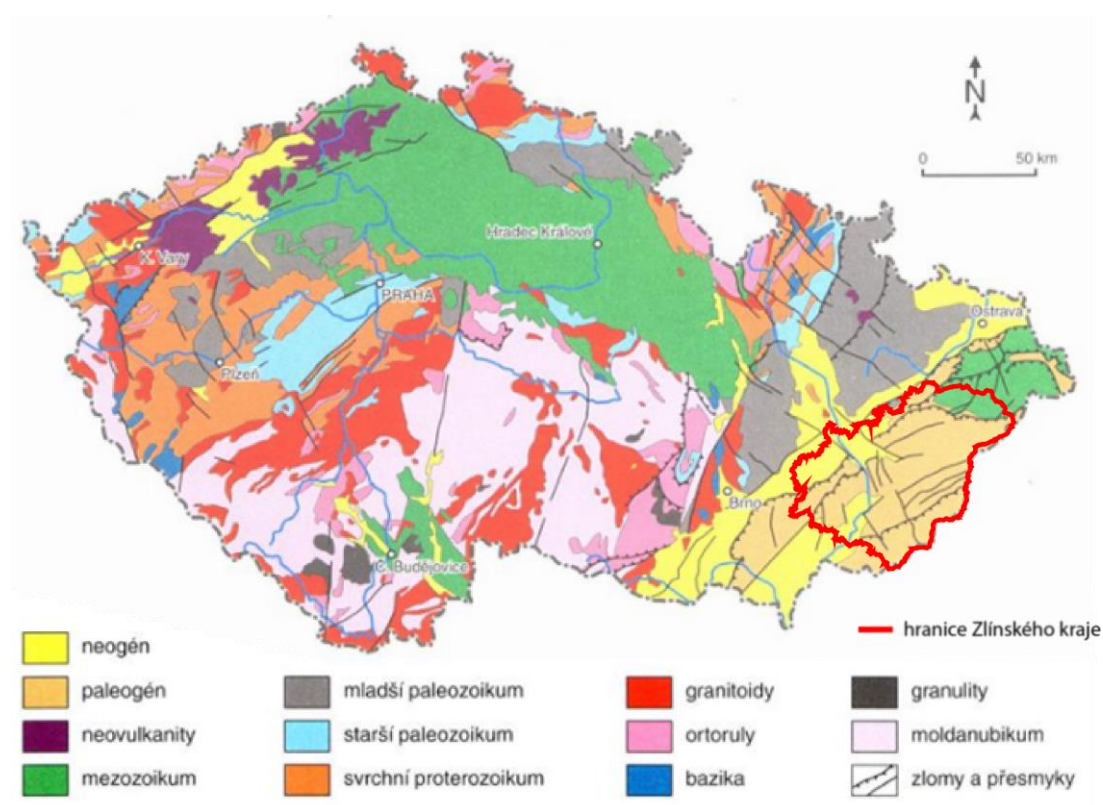 N
0 50 km
Hradec Králové
K. Vary
PRAHA
Ostrava
Plzeň
Brno
Č. Budějovice
hranice Zlínského kraje
neogén
paleogén
neovulkanity
mezozoikum
mladší paleozoikum
starší paleozoikum
svrchní proterozoikum
granitoidy
ortoruly
bazika
granulity
moldanubikum
zlomy a přesmyky